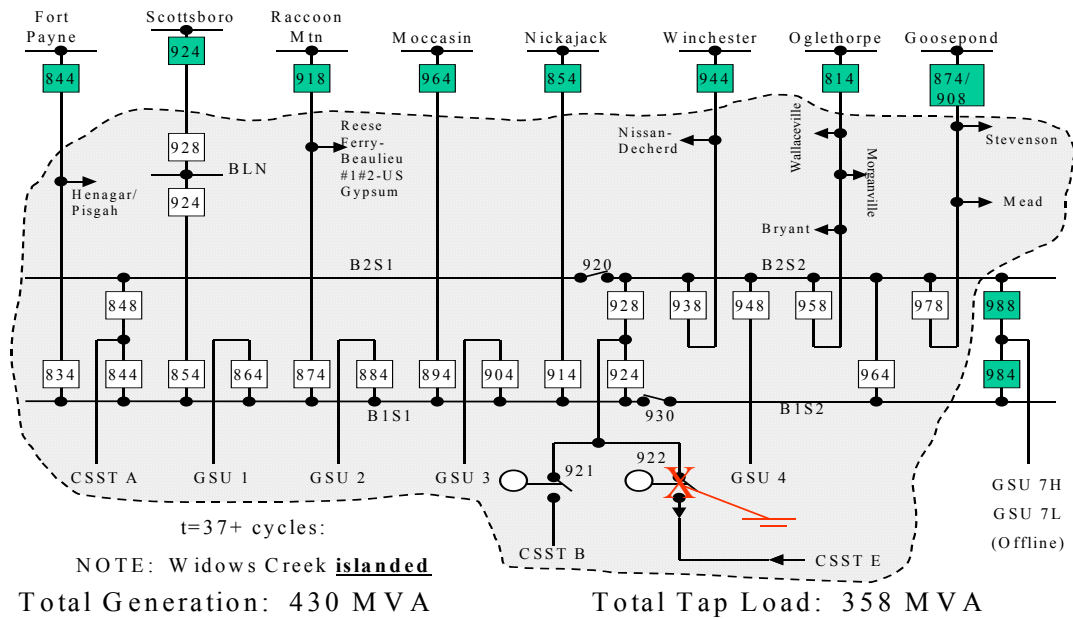 Fort
Payne
Scottsboro
Raccoon
Mtn
Moccasin
Nickajack
Winchester
Oglethorpe
Goosepond
844
924
918
964
854
944
814
874/
908
928
BLN
924
Henagar/
Pisgah
Reese
Ferry-
Beaulieu
#1#2-US
Gypsum
Nissan-
Decherd
Wallaceville
Morganville
Bryant
Stevenson
Mead
B2S1
920
B2S2
848
928
938
948
958
978
988
834
844
854
864
874
884
894
904
914
924
964
984
B1S1
930
B1S2
921
922
X
CSST A
GSU 1
GSU 2
GSU 3
GSU 4
GSU 7H
GSU 7L
(Offline)
CSST B
CSST E
t=37+ cycles:
NOTE: Widows Creek islanded
Total Generation: 430 MVA
Total Tap Load: 358 MVA